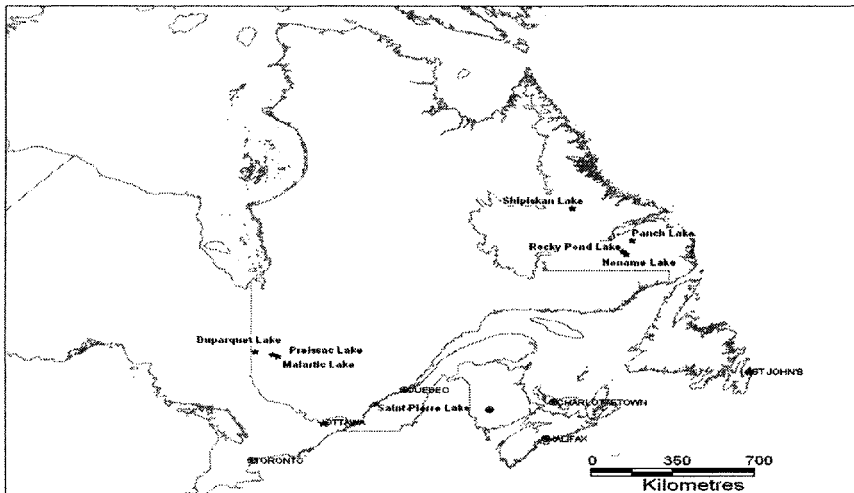 Shipiskan Lake
Panch Lake
Rocky Pond Lake
Noname Lake
Duparquet Lake
Preissac Lake
Malartic Lake
ST JOHN'S
QUEBEC
Saint-Pierre Lake
CHARLOTTETOWN
OTTAWA
HALIFAX
TORONTO
0 350 700
Kilometres